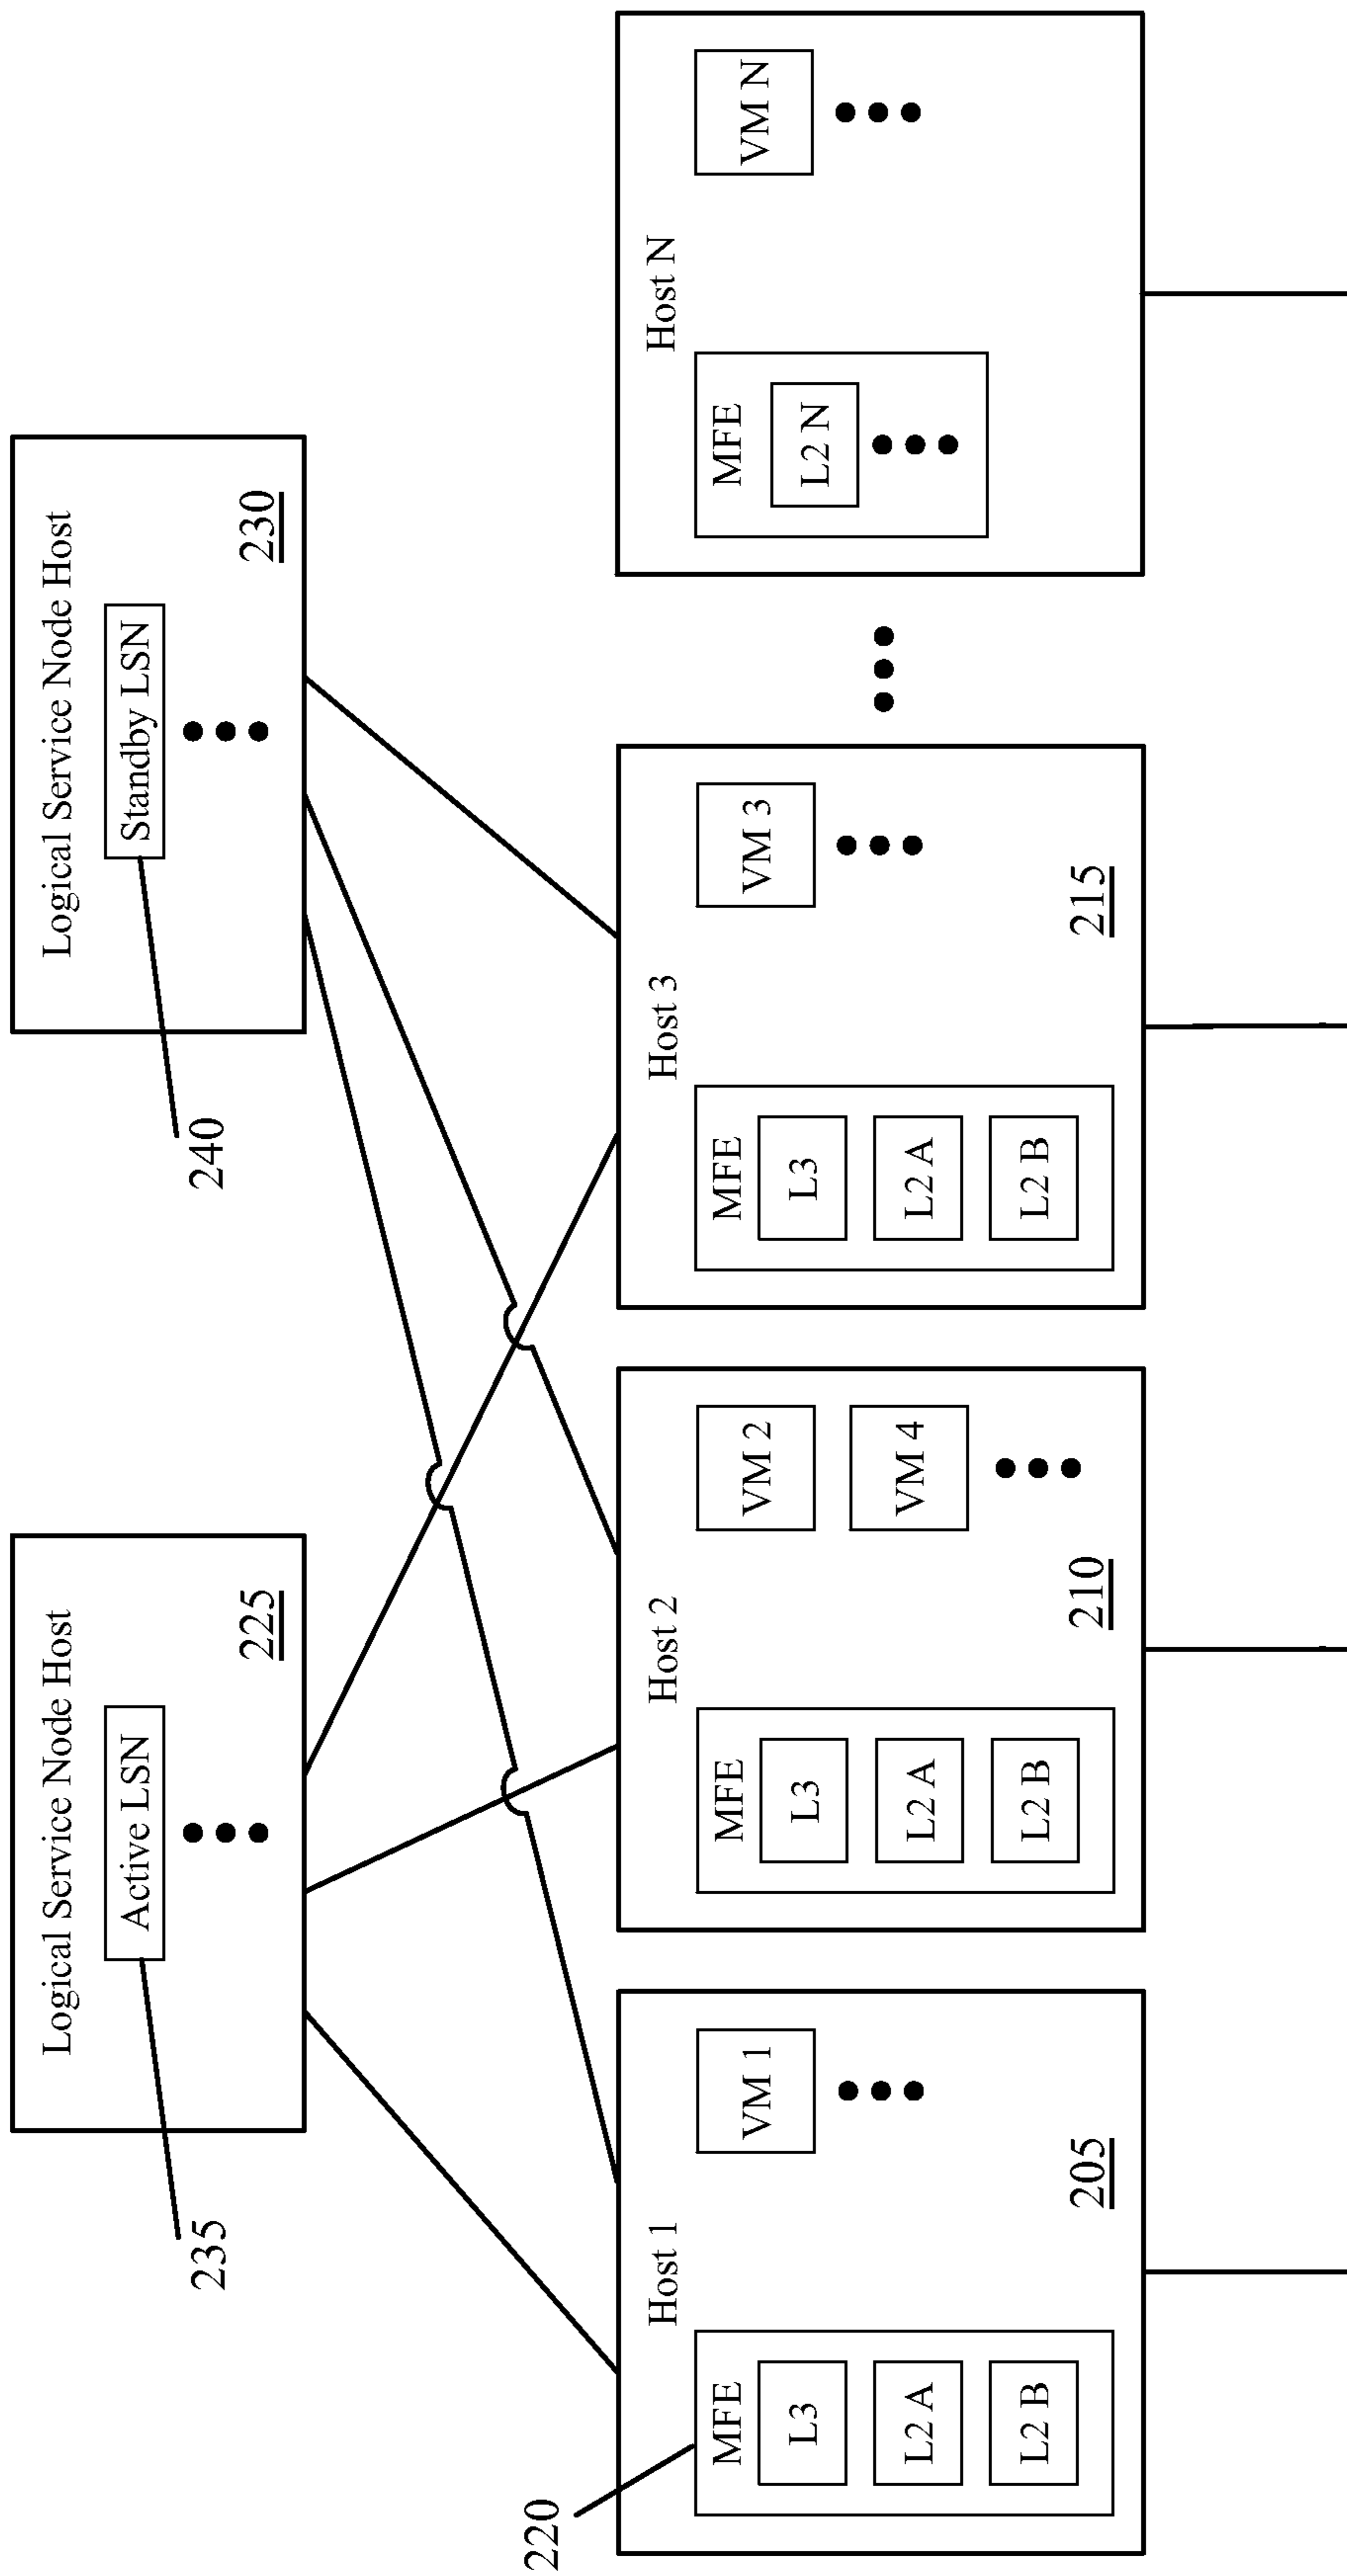 Logical Service Node Host
Active LSN
225
235
Logical Service Node Host
Standby LSN
230
240
Host 1
MFE
L3
L2 A
L2 B
VM 1
205
220
Host 2
MFE
L3
L2 A
L2 B
VM 2
VM 4
210
Host 3
MFE
L3
L2 A
L2 B
VM 3
215
Host N
MFE
L2 N
VM N